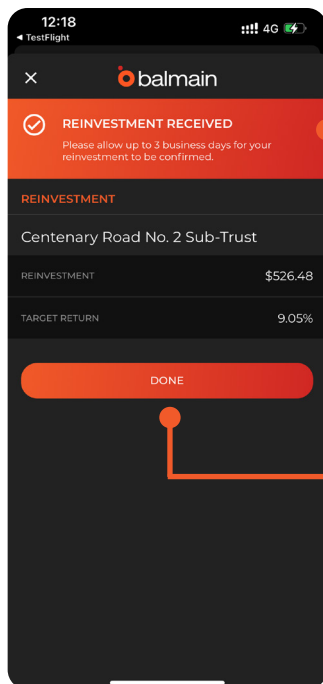 12:18
4G
◀ TestFlight
balmain
REINVESTMENT RECEIVED
Please allow up to 3 business days for your
reinvestment to be confirmed.
REINVESTMENT
Centenary Road No. 2 Sub-Trust
REINVESTMENT $526.48
TARGET RETURN 9.05%
DONE